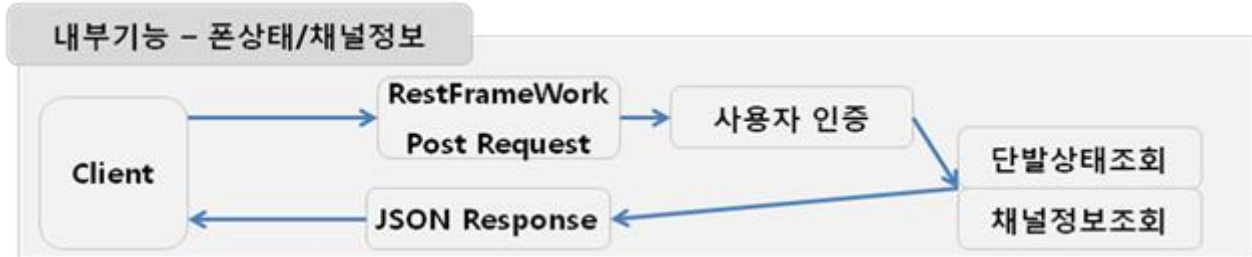 내부기능 – 폰상태/채널정보
RestFrameWork
Post Request
사용자 인증
Client
단발상태조회
JSON Response
채널정보조회